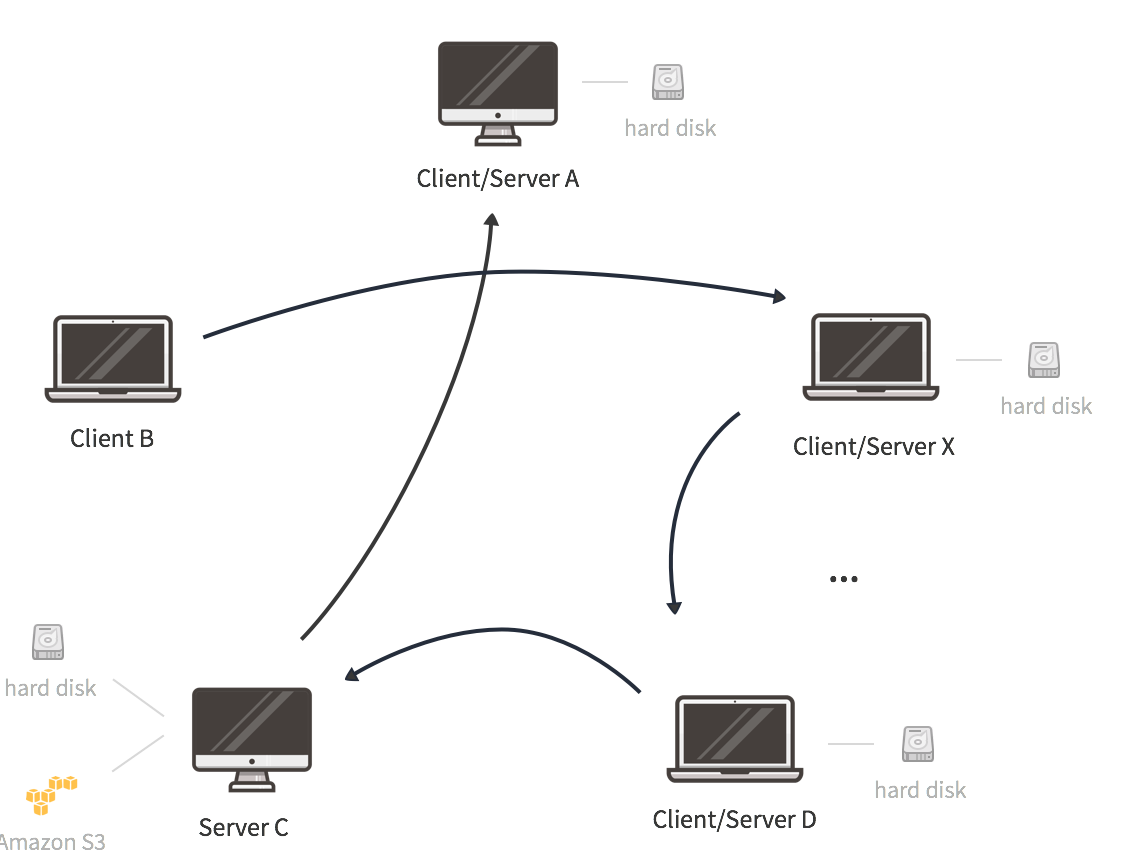 hard disk
Client/Server A
Client B
hard disk
Client/Server X
...
hard disk
Amazon S3
Server C
hard disk
Client/Server D